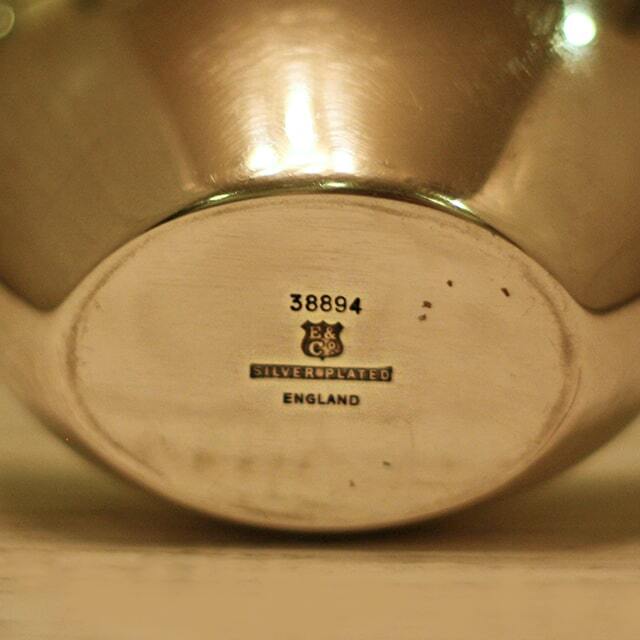 38894
E&
Co
SILVER PLATED
ENGLAND